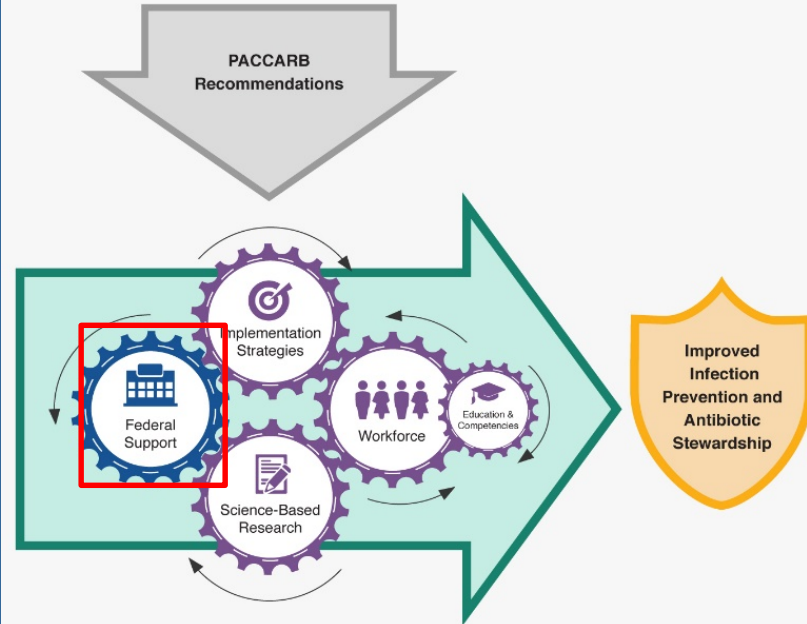 PACCARB
Recommendations
Implementation
Strategies
Federal
Support
Workforce
Education &
Competencies
Science-Based
Research
Improved
Infection
Prevention and
Antibiotic
Stewardship